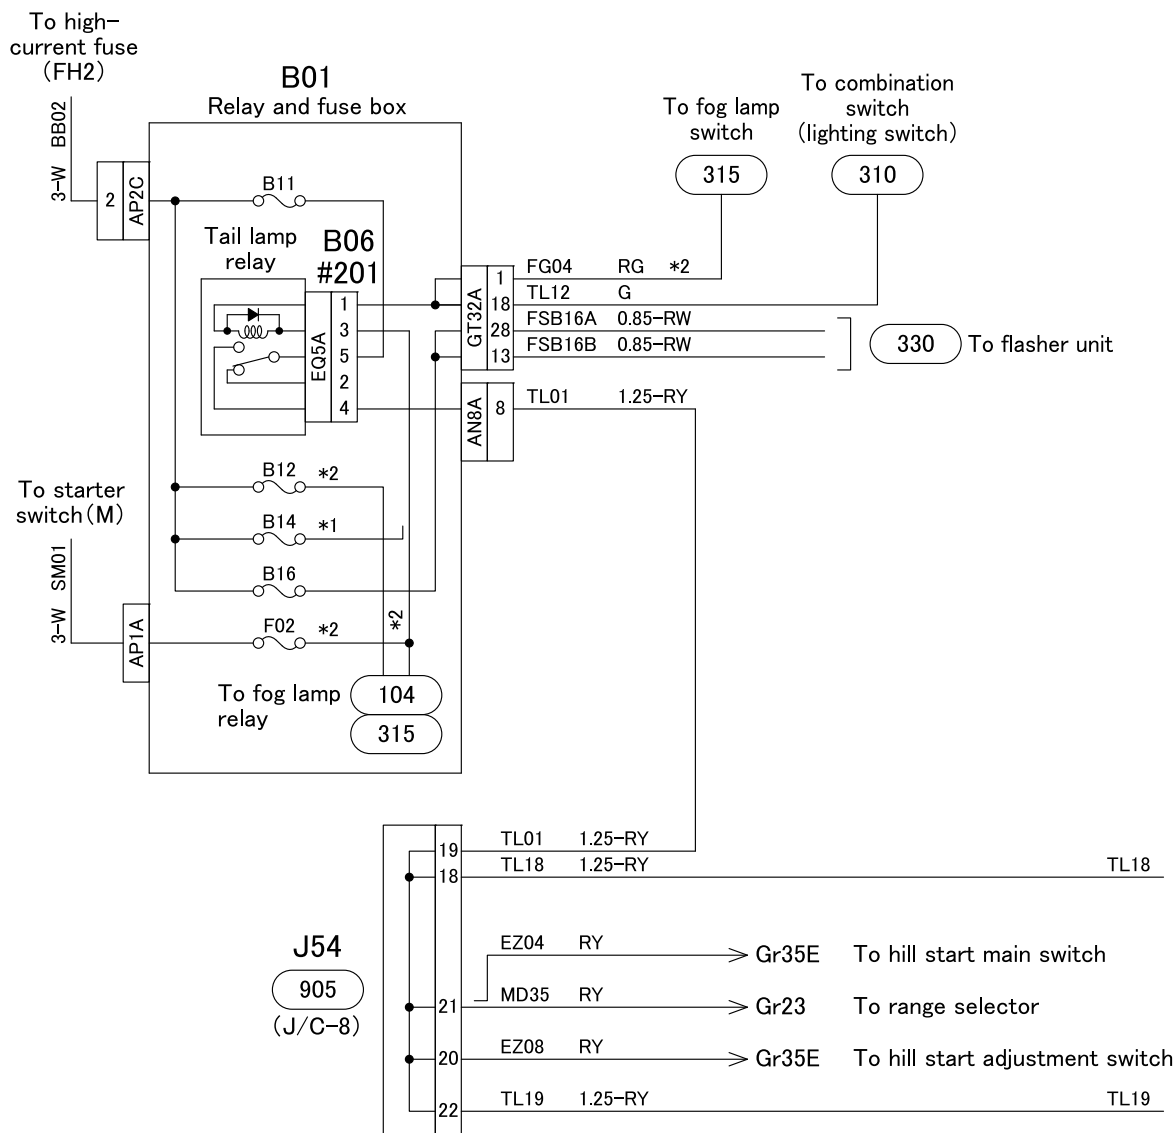 To high-
current fuse
(FH2)
3-W BB02
B01
Relay and fuse box
To fog lamp
switch
315
To combination
switch
(lighting switch)
310
2
AP2C
B11
Tail lamp
relay
B06
#201
EQ5A
1
3
5
2
4
GT32A
1
18
28
13
FG04 RG *2
TL12 G
FSB16A 0.85-RW
FSB16B 0.85-RW
330
To flasher unit
AN8A
8
TL01 1.25-RY
B12 *2
To starter
switch(M)
B14 *1
3-W SM01
B16
AP1A
F02 *2
*2
To fog lamp
relay
104
315
19 TL01 1.25-RY
18 TL18 1.25-RY TL18
J54
905
(J/C-8)
EZ04 RY Gr35E To hill start main switch
21 MD35 RY Gr23 To range selector
20 EZ08 RY Gr35E To hill start adjustment switch
22 TL19 1.25-RY TL19